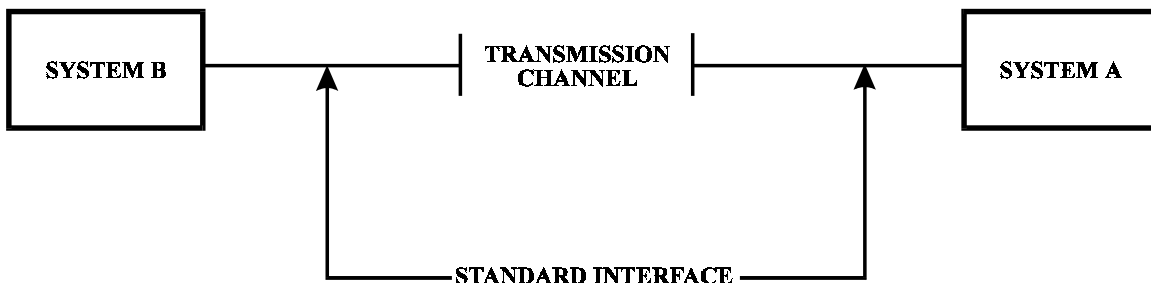 SYSTEM B
TRANSMISSION
CHANNEL
SYSTEM A
STANDARD INTERFACE